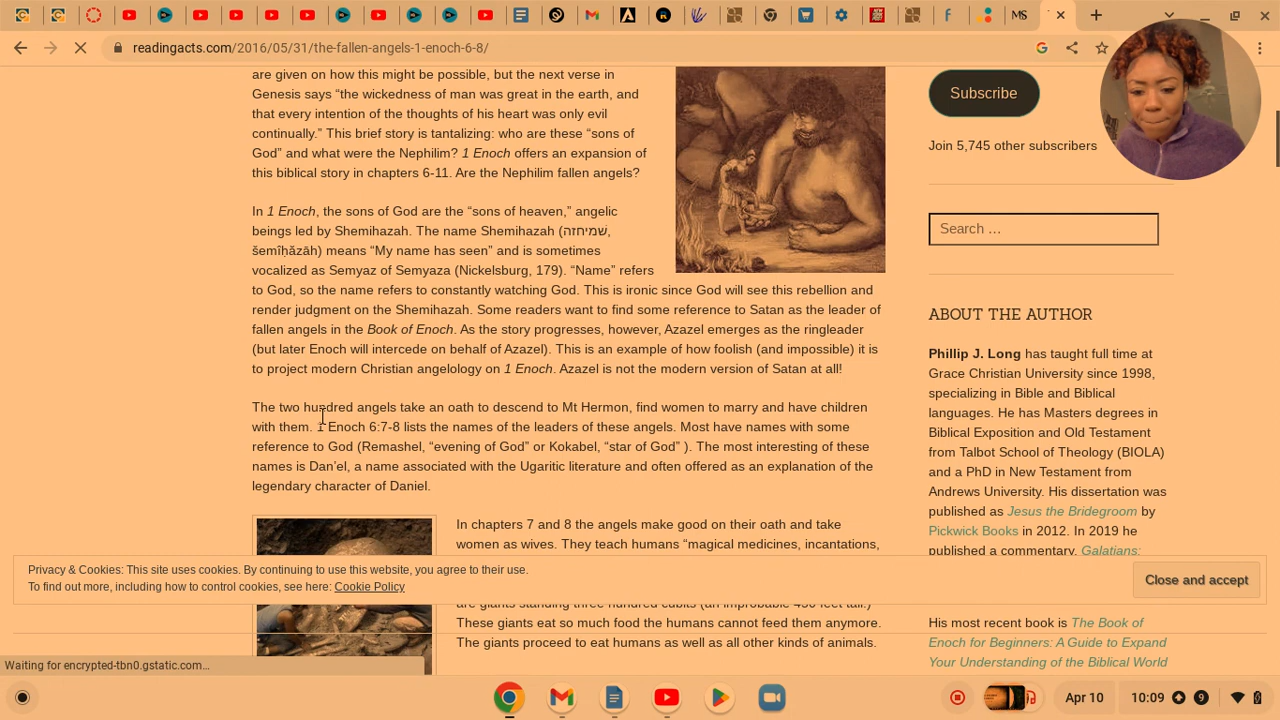 MS
readingacts.com/2016/05/31/the-fallen-angels-1-enoch-6-8/
are given on how this might be possible, but the next verse in
Genesis says “the wickedness of man was great in the earth, and
that every intention of the thoughts of his heart was only evil
continually.” This brief story is tantalizing: who are these “sons of
God” and what were the Nephilim? 1 Enoch offers an expansion of
this biblical story in chapters 6-11. Are the Nephilim fallen angels?
In 1 Enoch, the sons of God are the “sons of heaven,” angelic
beings led by Shemihazah. The name Shemihazah (שׁמיחזה,
šemîḥăzāh) means “My name has seen” and is sometimes
vocalized as Semyaz of Semyaza (Nickelsburg, 179). “Name” refers
to God, so the name refers to constantly watching God. This is ironic since God will see this rebellion and
render judgment on the Shemihazah. Some readers want to find some reference to Satan as the leader of
fallen angels in the Book of Enoch. As the story progresses, however, Azazel emerges as the ringleader
(but later Enoch will intercede on behalf of Azazel). This is an example of how foolish (and impossible) it is
to project modern Christian angelology on 1 Enoch. Azazel is not the modern version of Satan at all!
The two hundred angels take an oath to descend to Mt Hermon, find women to marry and have children
with them. 1 Enoch 6:7-8 lists the names of the leaders of these angels. Most have names with some
reference to God (Remashel, “evening of God” or Kokabel, “star of God” ). The most interesting of these
names is Dan’el, a name associated with the Ugaritic literature and often offered as an explanation of the
legendary character of Daniel.
In chapters 7 and 8 the angels make good on their oath and take
women as wives. They teach humans “magical medicines, incantations,
are giants standing three hundred cubits (an improbable 450 feet tall!)
These giants eat so much food the humans cannot feed them anymore.
The giants proceed to eat humans as well as all other kinds of animals.
Subscribe
Join 5,745 other subscribers
Search …
ABOUT THE AUTHOR
Phillip J. Long has taught full time at
Grace Christian University since 1998,
specializing in Bible and Biblical
languages. He has Masters degrees in
Biblical Exposition and Old Testament
from Talbot School of Theology (BIOLA)
and a PhD in New Testament from
Andrews University. His dissertation was
published as Jesus the Bridegroom by
Pickwick Books in 2012. In 2019 he
published a commentary, Galatians:
His most recent book is The Book of
Enoch for Beginners: A Guide to Expand
Your Understanding of the Biblical World
Privacy & Cookies: This site uses cookies. By continuing to use this website, you agree to their use.
To find out more, including how to control cookies, see here: Cookie Policy
Close and accept
Waiting for encrypted-tbn0.gstatic.com…
Apr 10
10:09
9